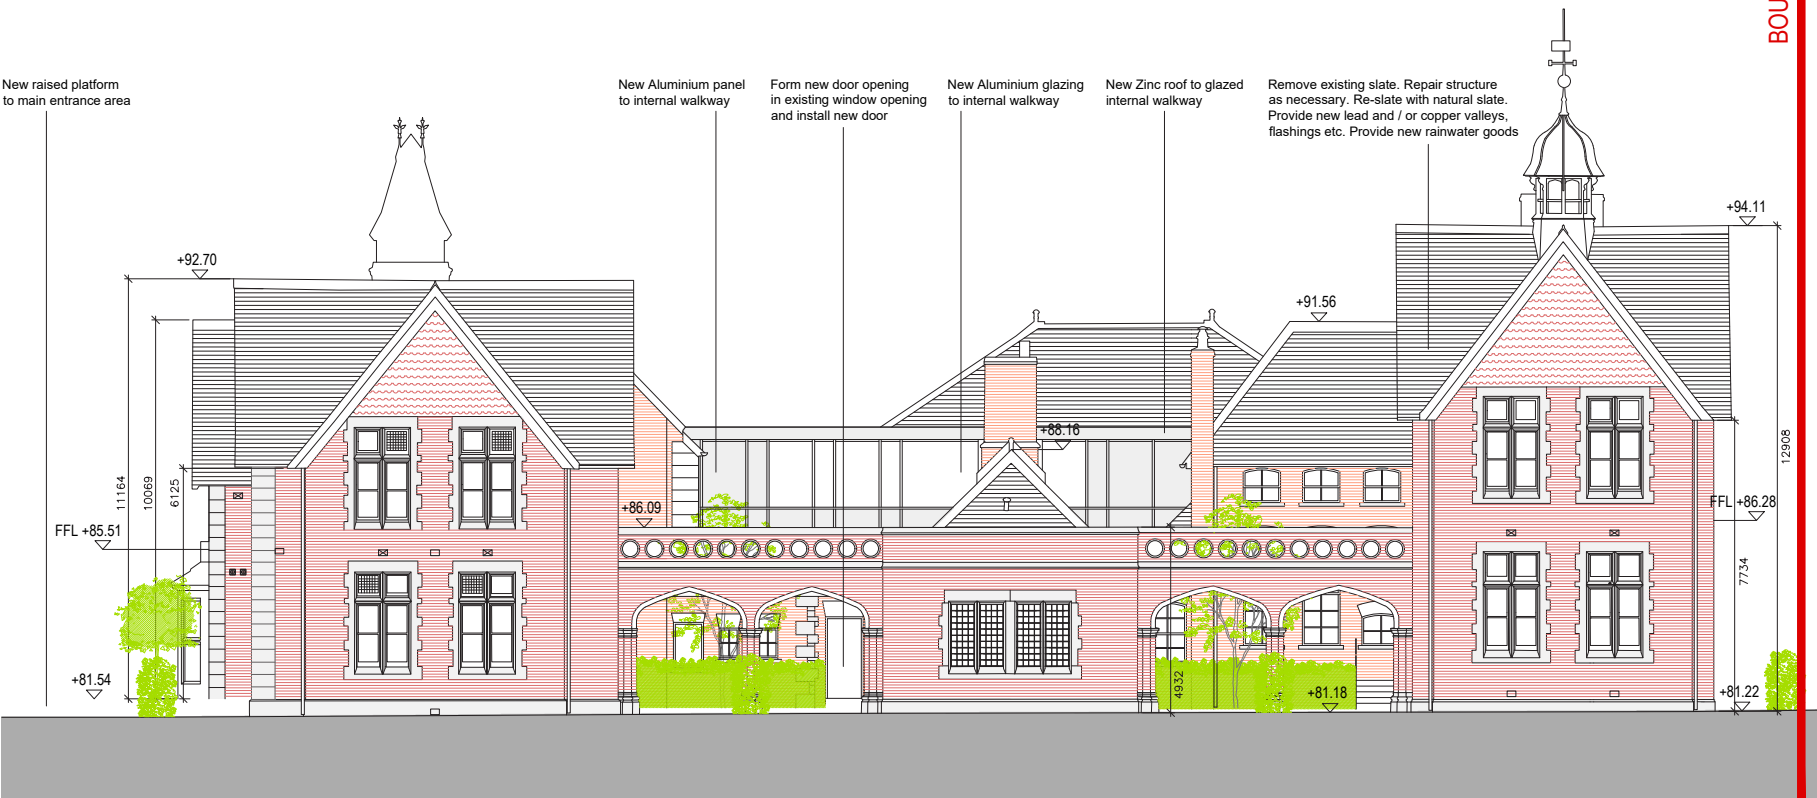 BOU
New raised platform
to main entrance area
New Aluminium panel
to internal walkway
Form new door opening
in existing window opening
and install new door
New Aluminium glazing
to internal walkway
New Zinc roof to glazed
internal walkway
Remove existing slate. Repair structure
as necessary. Re-slate with natural slate.
Provide new lead and / or copper valleys,
flashings etc. Provide new rainwater goods
+94.11
+92.70
+91.56
+88.16
12908
11164
10069
6125
+86.09
FFL +86.28
FFL +85.51
7734
4932
+81.54
+81.18
+81.22